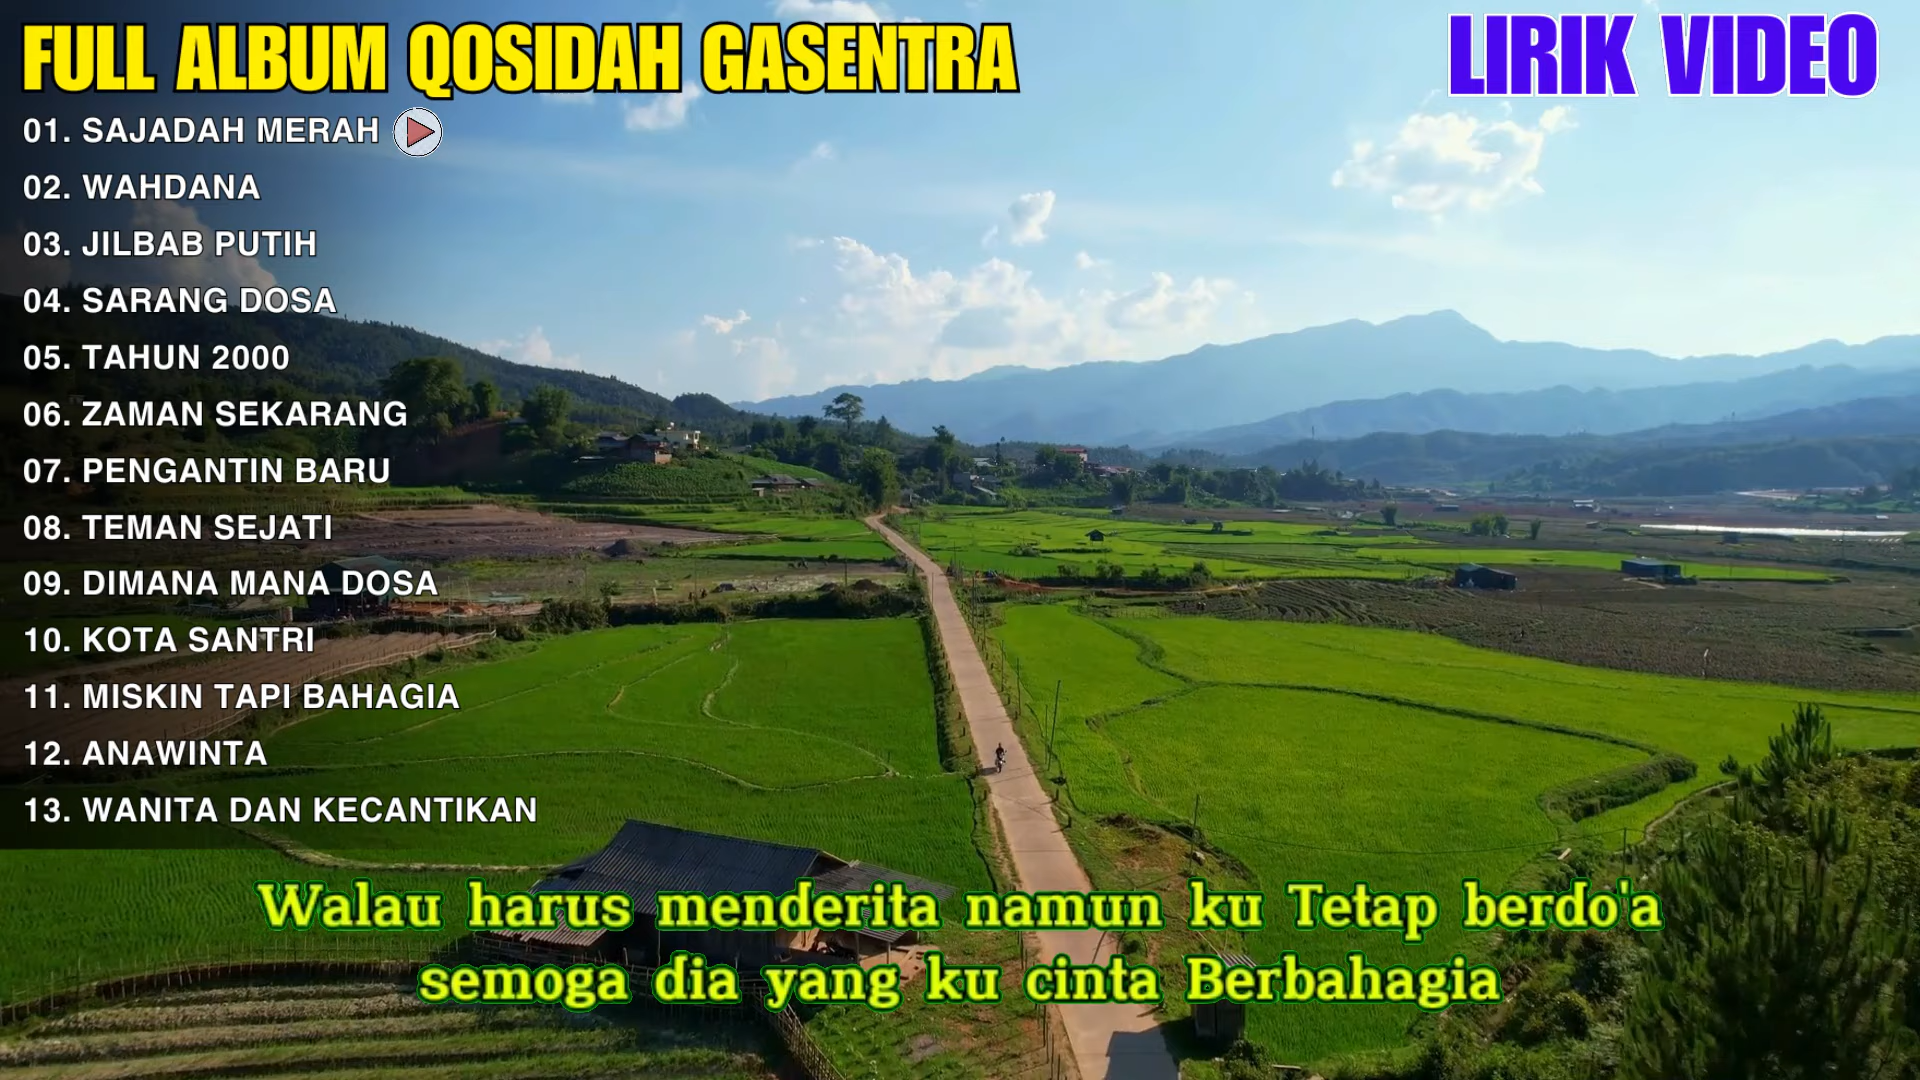 FULL ALBUM QOSIDAH GASENTRA
LIRIK VIDEO
01. SAJADAH MERAH
02. WAHDANA
03. JILBAB PUTIH
04. SARANG DOSA
05. TAHUN 2000
06. ZAMAN SEKARANG
07. PENGANTIN BARU
08. TEMAN SEJATI
09. DIMANA MANA DOSA
10. KOTA SANTRI
11. MISKIN TAPI BAHAGIA
12. ANAWINTA
13. WANITA DAN KECANTIKAN
Walau harus menderita namun ku Tetap berdo'a
semoga dia yang ku cinta Berbahagia